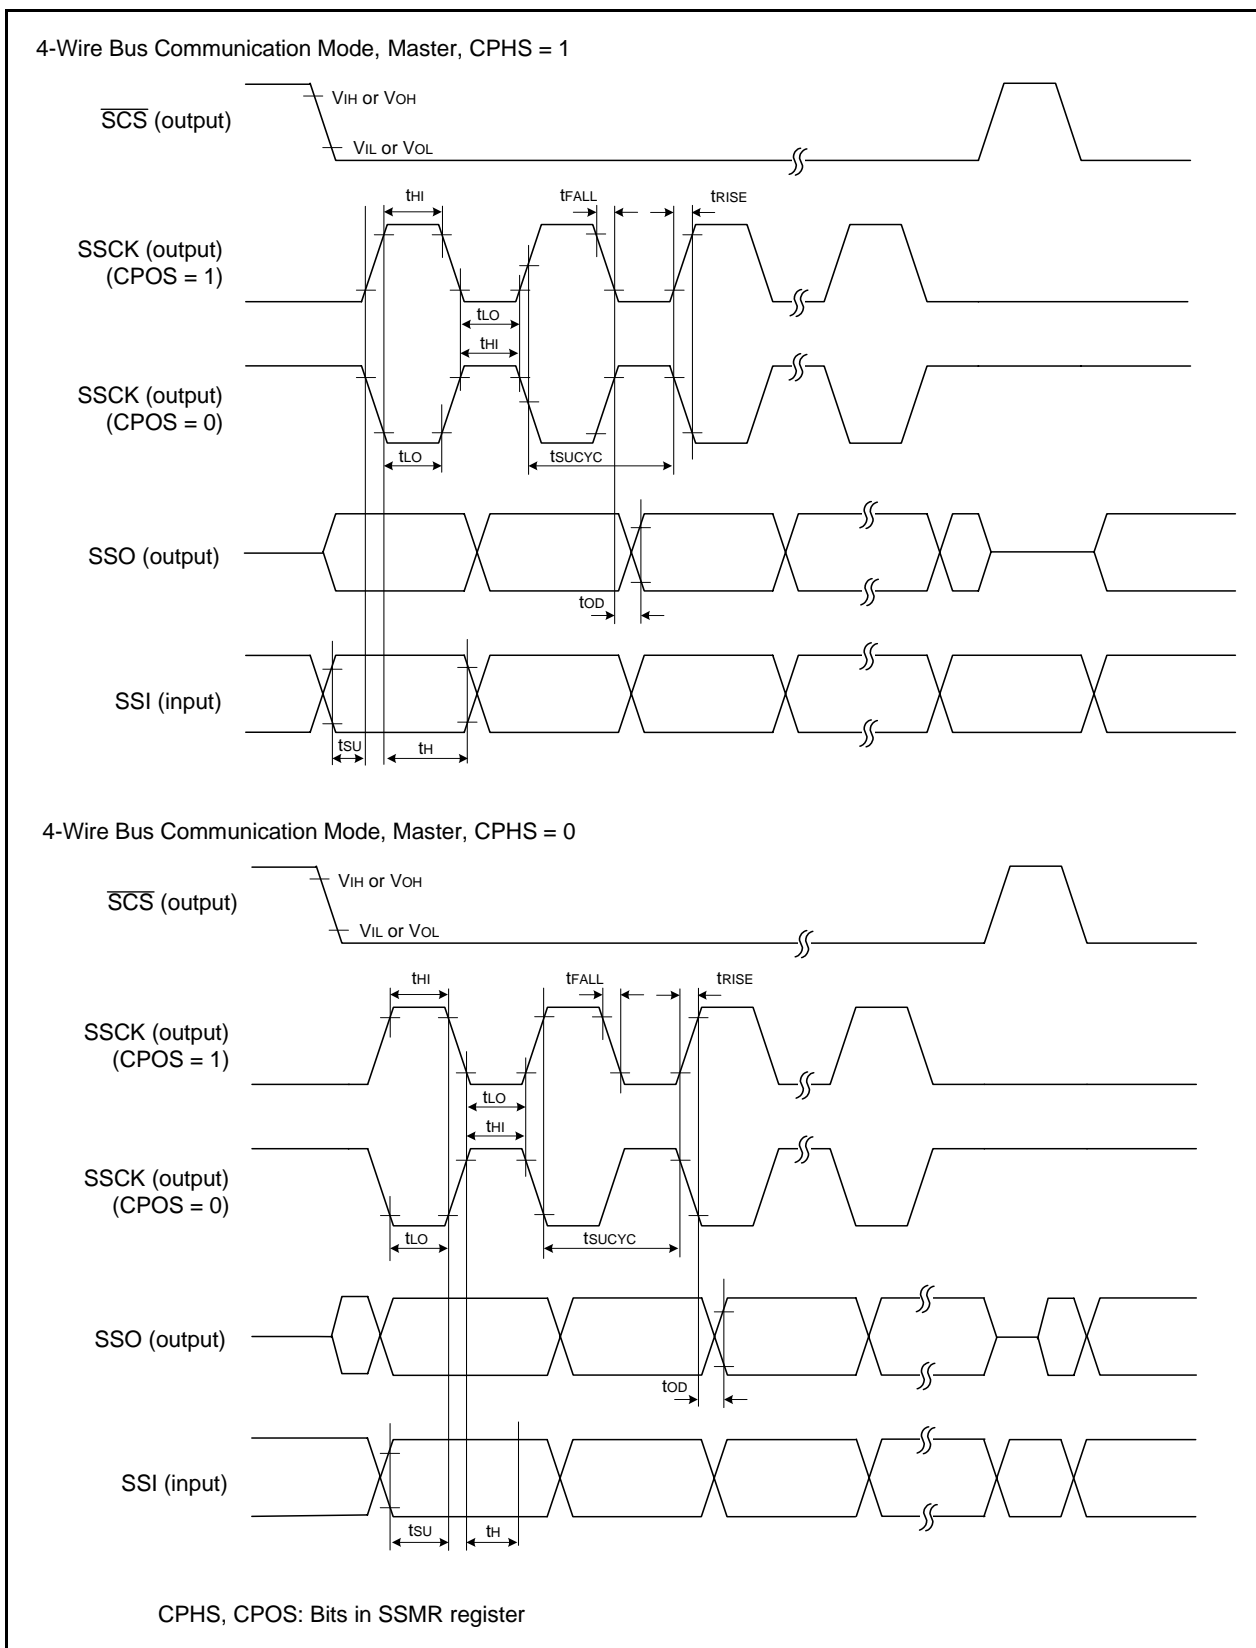 4-Wire Bus Communication Mode, Master, CPHS = 1
VIH or VOH
SCS (output)
VIL or VOL
tHI
tFALL
tRISE
SSCK (output)
(CPOS = 1)
tLO
tHI
SSCK (output)
(CPOS = 0)
tLO
tSUCYC
SSO (output)
tOD
SSI (input)
tSU
tH
4-Wire Bus Communication Mode, Master, CPHS = 0
VIH or VOH
SCS (output)
VIL or VOL
tHI
tFALL
tRISE
SSCK (output)
(CPOS = 1)
tLO
tHI
SSCK (output)
(CPOS = 0)
tLO
tSUCYC
SSO (output)
tOD
SSI (input)
tSU
tH
CPHS, CPOS: Bits in SSMR register